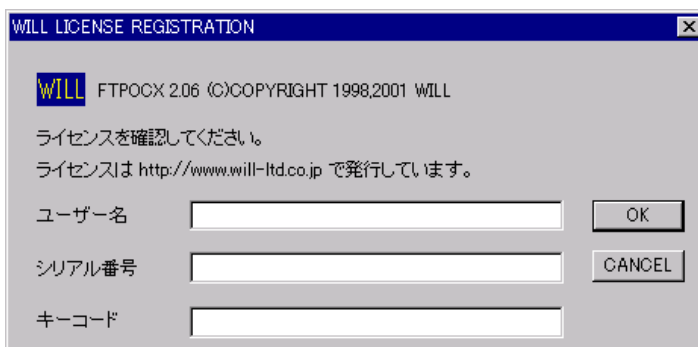 WILL LICENSE REGISTRATION
WILL FTPOCX 2.06 (C)COPYRIGHT 1998,2001 WILL
ライセンスを確認してください。
ライセンスは http://www.will-ltd.co.jp で発行しています。
ユーザー名
OK
シリアル番号
CANCEL
キーコード